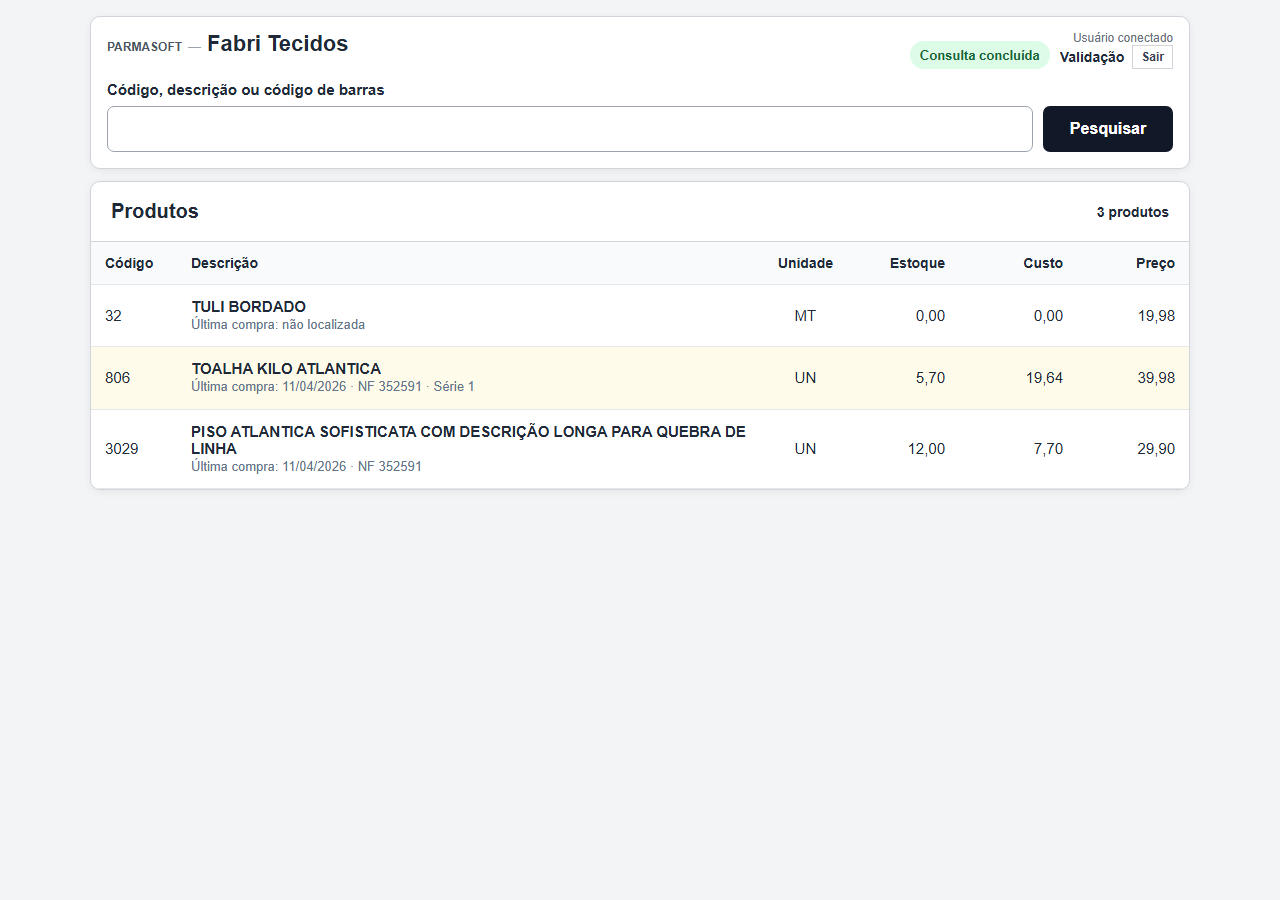 PARMASOFT — Fabri Tecidos
Usuário conectado
Consulta concluída Validação Sair
Código, descrição ou código de barras
Pesquisar
Produtos 3 produtos
Código Descrição Unidade Estoque Custo Preço
32 TULI BORDADO MT 0,00 0,00 19,98
Última compra: não localizada
806 TOALHA KILO ATLANTICA UN 5,70 19,64 39,98
Última compra: 11/04/2026 · NF 352591 · Série 1
3029 PISO ATLANTICA SOFISTICATA COM DESCRIÇÃO LONGA PARA QUEBRA DE UN 12,00 7,70 29,90
LINHA
Última compra: 11/04/2026 · NF 352591